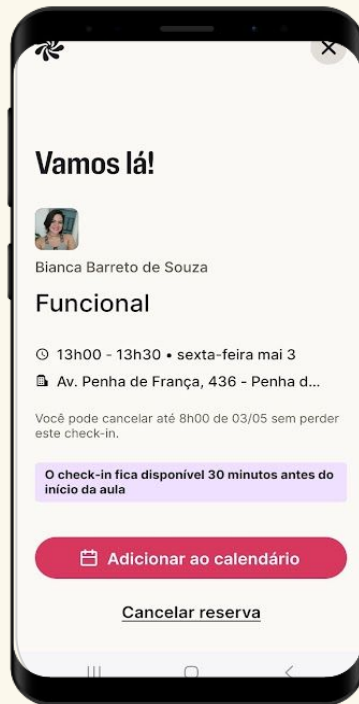 Vamos lá!
Bianca Barreto de Souza
Funcional
13h00 - 13h30 • sexta-feira mai 3
Av. Penha de França, 436 - Penha d...
Você pode cancelar até 8h00 de 03/05 sem perder
este check-in.
O check-in fica disponível 30 minutos antes do
início da aula
Adicionar ao calendário
Cancelar reserva